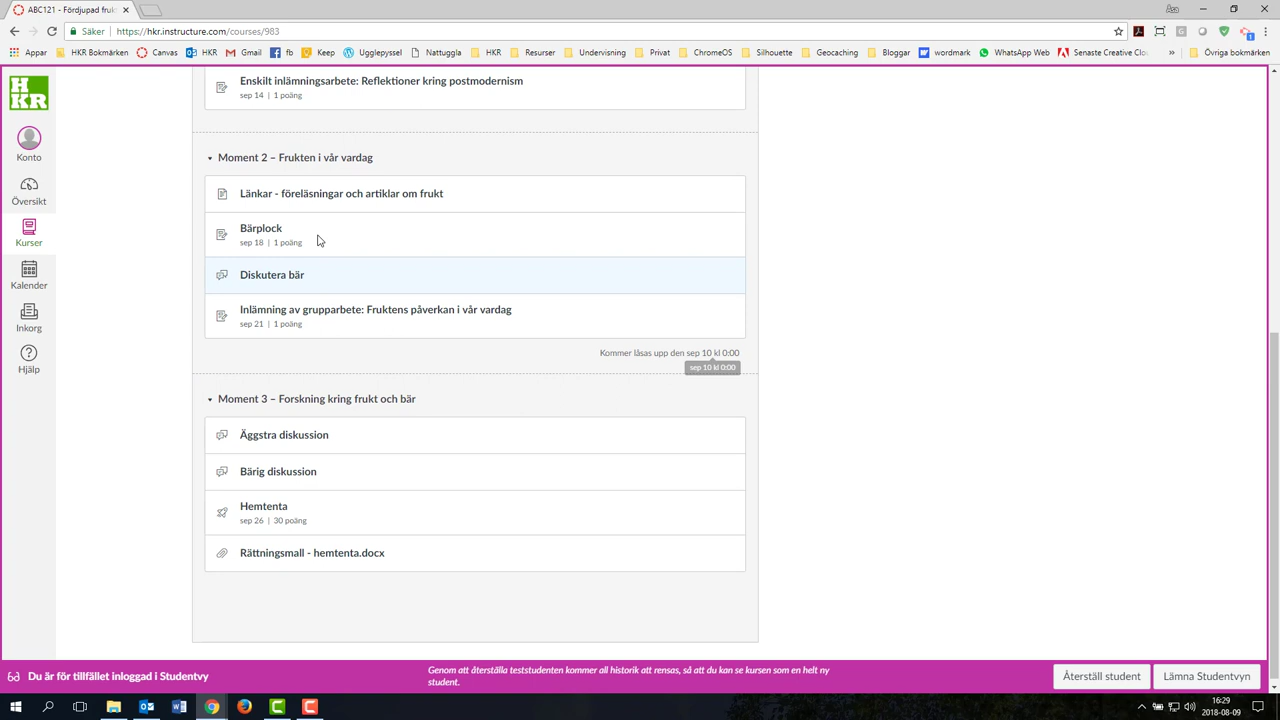 ABC121 - Fördjupad fruk
Säker
https://hkr.instructure.com/courses/983
Appar
HKR Bokmärken
Canvas
HKR
Gmail
fb
Keep
Ugglepyssel
Nattuggla
HKR
Resurser
Undervisning
Privat
ChromeOS
Silhouette
Geocaching
Bloggar
wordmark
WhatsApp Web
Senaste Creative Clo
»
Övriga bokmärken
HKR
Konto
Översikt
Kurser
Kalender
Inkorg
Hjälp
Enskilt inlämningsarbete: Reflektioner kring postmodernism
sep 14 | 1 poäng
Moment 2 – Frukten i vår vardag
Länkar - föreläsningar och artiklar om frukt
Bärplock
sep 18 | 1 poäng
Diskutera bär
Inlämning av grupparbete: Fruktens påverkan i vår vardag
sep 21 | 1 poäng
Kommer låsas upp den sep 10 kl 0:00
sep 10 kl 0:00
Moment 3 – Forskning kring frukt och bär
Äggstra diskussion
Bärig diskussion
Hemtenta
sep 26 | 30 poäng
Rättningsmall - hemtenta.docx
Du är för tillfället inloggad i Studentvy
Genom att återställa teststudenten kommer all historik att rensas, så att du kan se kursen som en helt ny
student.
Återställ student
Lämna Studentvyn
16:29
2018-08-09